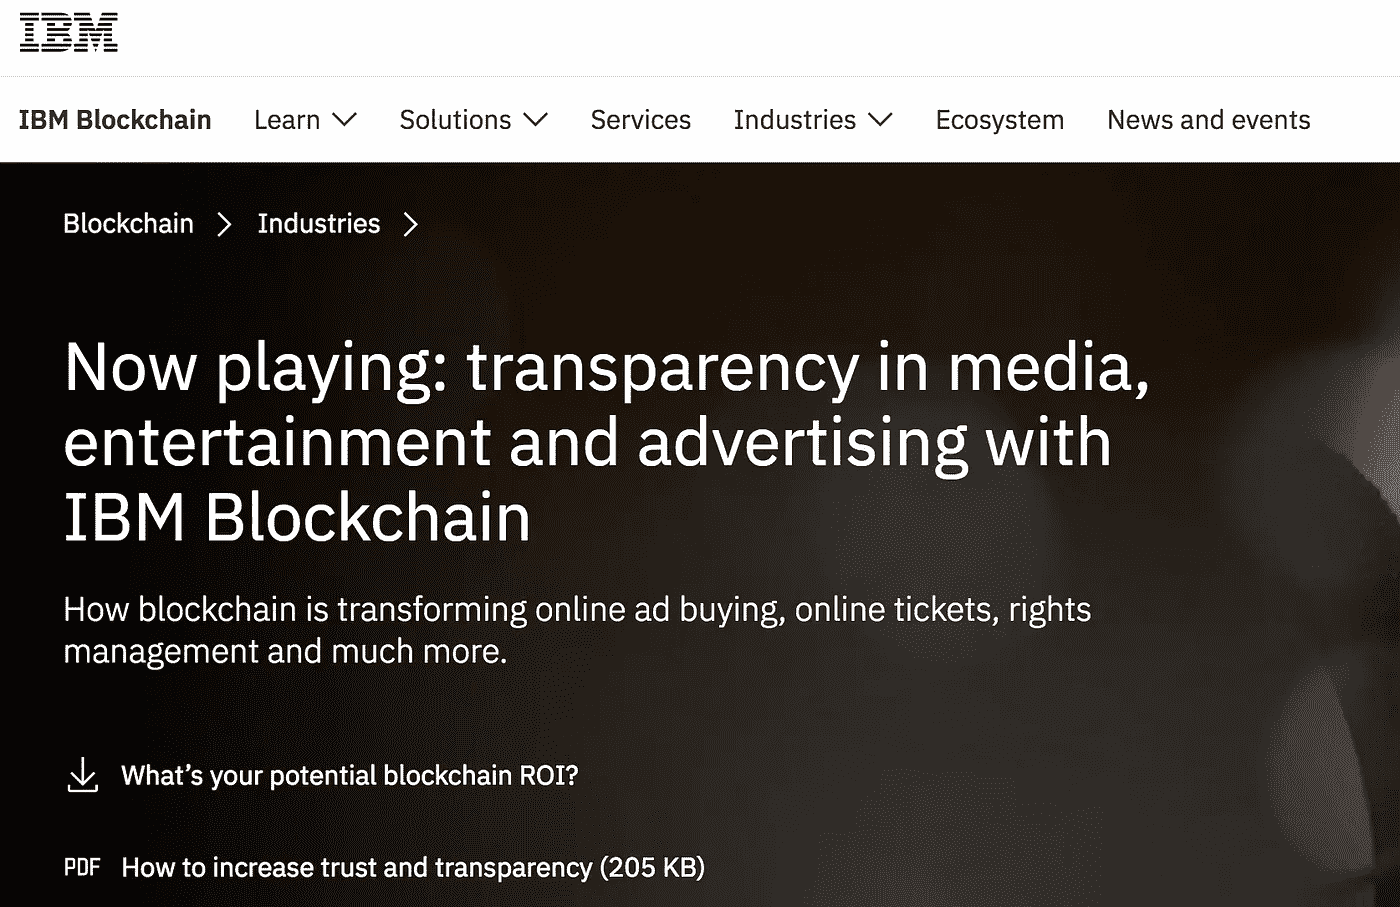 IBM
IBM Blockchain Learn Solutions Services Industries Ecosystem News and events
Blockchain Industries
Now playing: transparency in media,
entertainment and advertising with
IBM Blockchain
How blockchain is transforming online ad buying, online tickets, rights
management and much more.
What’s your potential blockchain ROI?
PDF How to increase trust and transparency (205 KB)